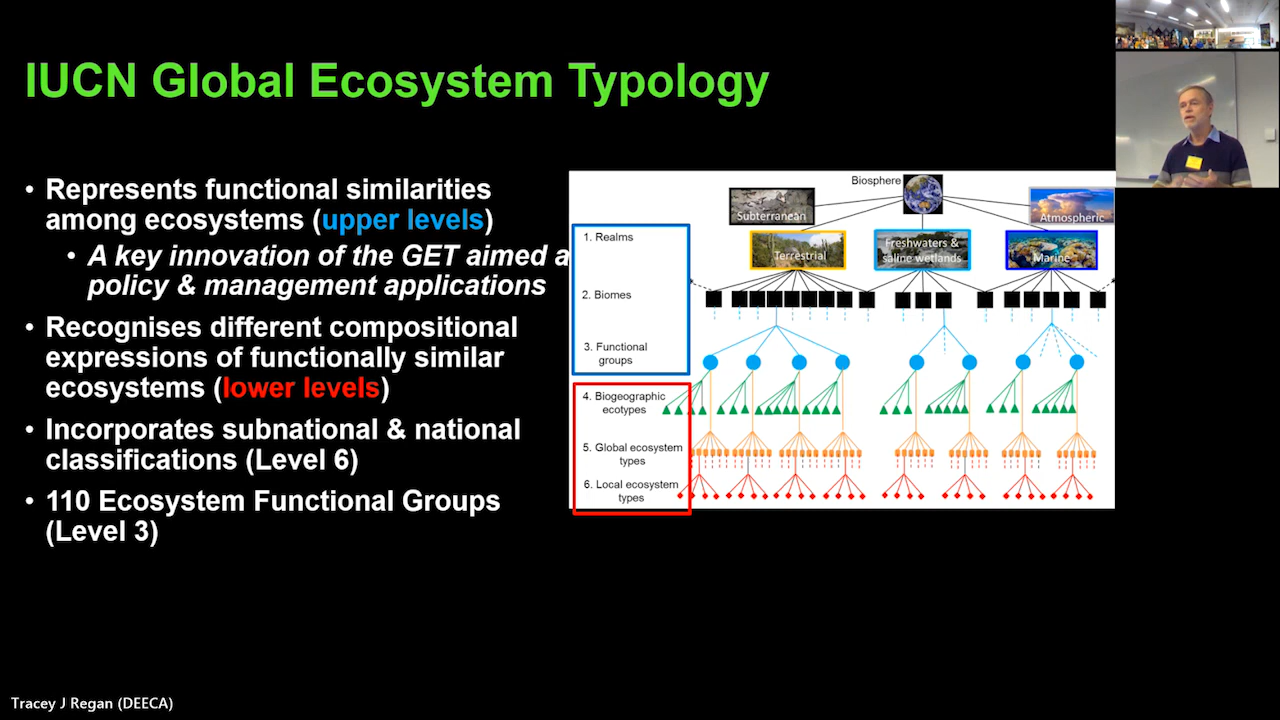 IUCN Global Ecosystem Typology
• Represents functional similarities
among ecosystems (upper levels)
• A key innovation of the GET aimed a
policy & management applications
• Recognises different compositional
expressions of functionally similar
ecosystems (lower levels)
• Incorporates subnational & national
classifications (Level 6)
• 110 Ecosystem Functional Groups
(Level 3)
Biosphere
Subterranean
Atmospheric
Terrestrial
Freshwaters &
saline wetlands
Marine
1. Realms
2. Biomes
3. Functional
groups
4. Biogeographic
ecotypes
5. Global ecosystem
types
6. Local ecosystem
types
Tracey J Regan (DEECA)